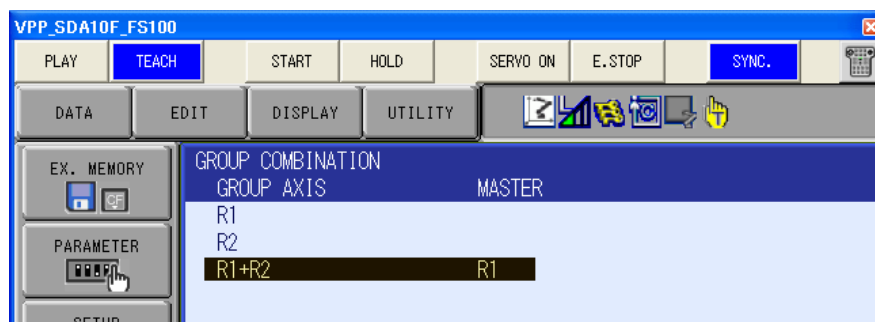 VPP_SDA10F_FS100
PLAY TEACH START HOLD SERVO ON E.STOP SYNC.
DATA EDIT DISPLAY UTILITY
EX. MEMORY
CF
PARAMETER
GROUP COMBINATION
GROUP AXIS MASTER
R1
R2
R1+R2 R1